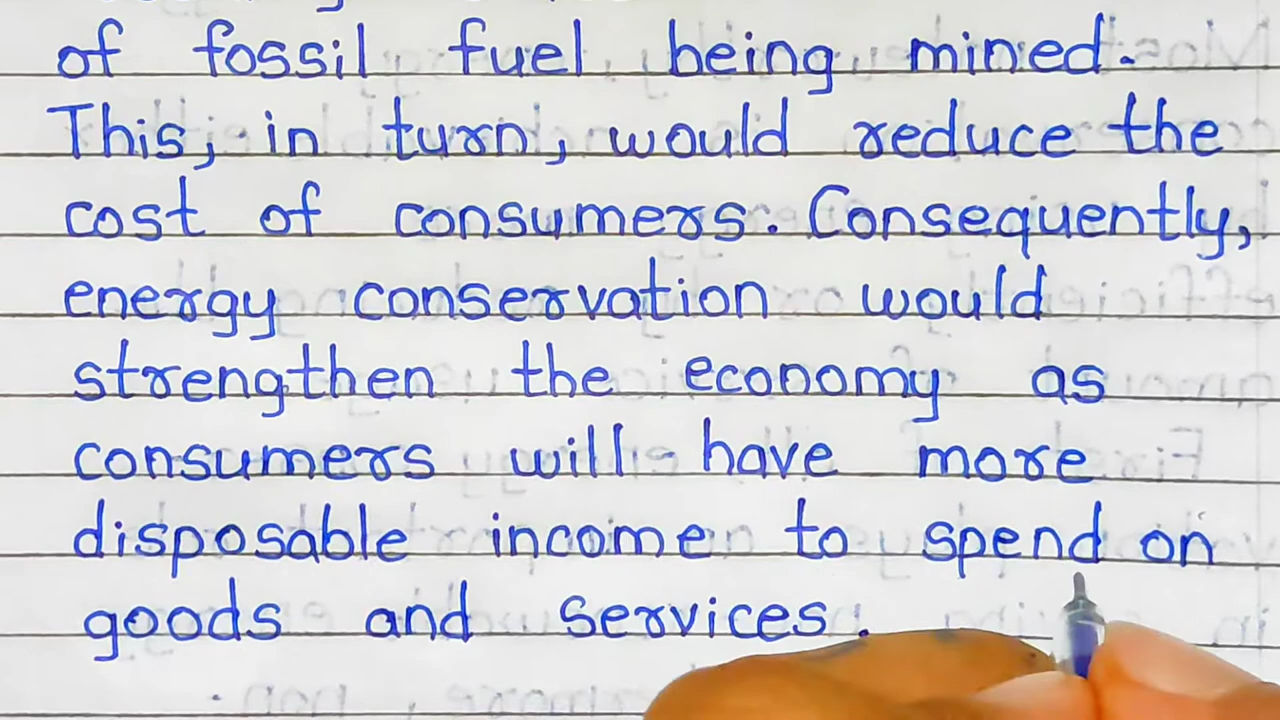 of fossil fuel being mined.
This, in turn, would reduce the
cost of consumers. Consequently,
energy conservation would
strengthen the economy as
consumers will have more
disposable income to spend on
goods and services.